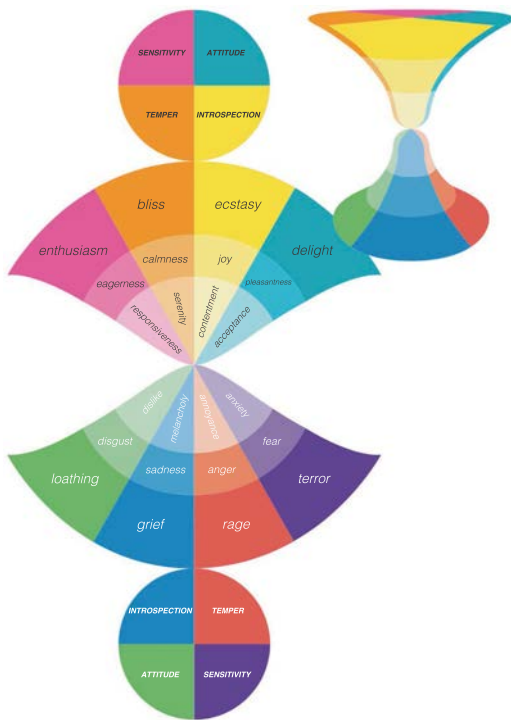 SENSITIVITY
ATTITUDE
TEMPER
INTROSPECTION
bliss
ecstasy
enthusiasm
delight
calmness
joy
eagerness
pleasantness
serenity
contentment
responsiveness
acceptance
dislike
melancholy
annoyance
anxiety
disgust
fear
sadness
anger
loathing
terror
grief
rage
INTROSPECTION
TEMPER
ATTITUDE
SENSITIVITY